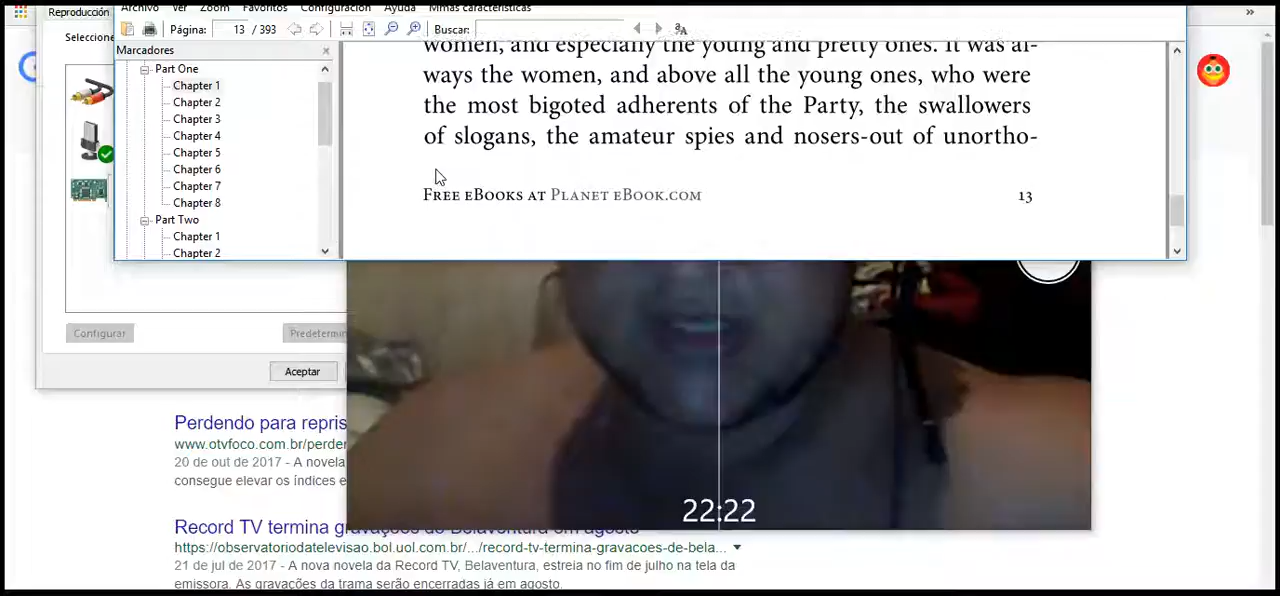 Archivo Ver Zoom Favoritos Configuración Ayuda Mimas características
Reproducción
Página: 13 / 393 Buscar:
Seleccione
Marcadores
Part One
Chapter 1
Chapter 2
Chapter 3
Chapter 4
Chapter 5
Chapter 6
Chapter 7
Chapter 8
Part Two
Chapter 1
Chapter 2
women, and especially the young and pretty ones. It was al-
ways the women, and above all the young ones, who were
the most bigoted adherents of the Party, the swallowers
of slogans, the amateur spies and nosers-out of unortho-
FREE EBOOKS AT PLANET EBOOK.COM 13
Configurar
Predetermin
Aceptar
22:22
Perdendo para repris
www.otvfoco.com.br/perder
20 de out de 2017 - A novela
consegue elevar os índices e
Record TV termina gravações de Belaventura em agosto
https://observatoriodatelevisao.bol.uol.com.br/.../record-tv-termina-gravacoes-de-bela...
21 de jul de 2017 - A nova novela da Record TV, Belaventura, estreia no fim de julho na tela da
emissora. As gravações da trama serão encerradas já em agosto.